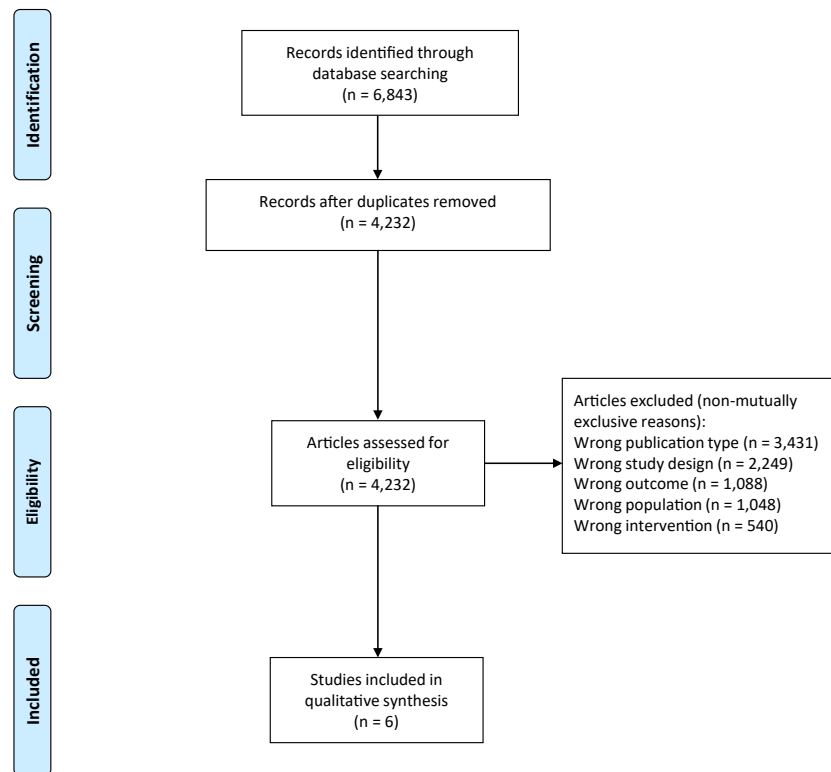 Identification
Records identified through
database searching
(n = 6,843)
Records after duplicates removed
(n = 4,232)
Screening
Eligibility
Articles assessed for
eligibility
(n = 4,232)
Articles excluded (non-mutually
exclusive reasons):
Wrong publication type (n = 3,431)
Wrong study design (n = 2,249)
Wrong outcome (n = 1,088)
Wrong population (n = 1,048)
Wrong intervention (n = 540)
Included
Studies included in
qualitative synthesis
(n = 6)